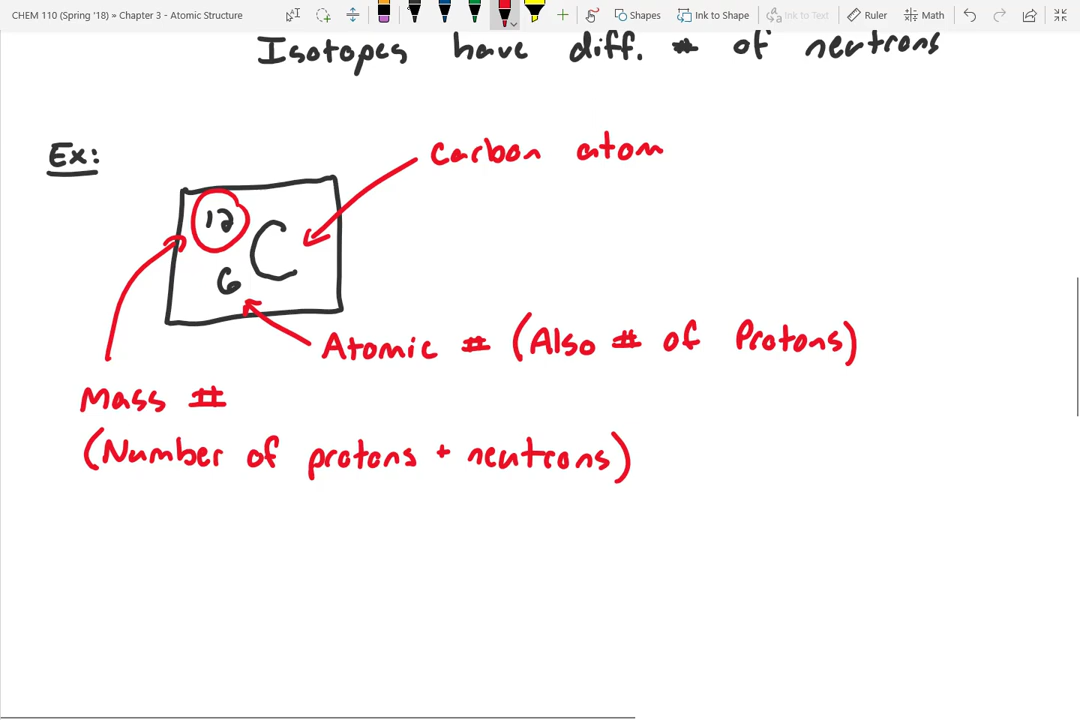 CHEM 110 (Spring '18) » Chapter 3 - Atomic Structure
Shapes
Ink to Shape
Ink to Text
Ruler
Math
Isotopes have diff. # of neutrons
Ex:
Carbon atom
12
C
6
Atomic # (Also # of Protons)
Mass #
(Number of protons + neutrons)